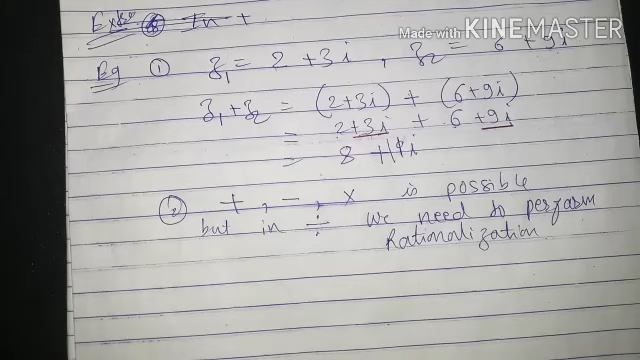 Made with KINEMASTER
In +
Eg ① z₁ = 2 + 3i , z₂ = 6 + 9i
z₁ + z₂ = (2+3i) + (6+9i)
= 2+3i + 6 + 9i
= 8 + i
② +, -, × is possible
but in ÷ we need to perform
Rationalization